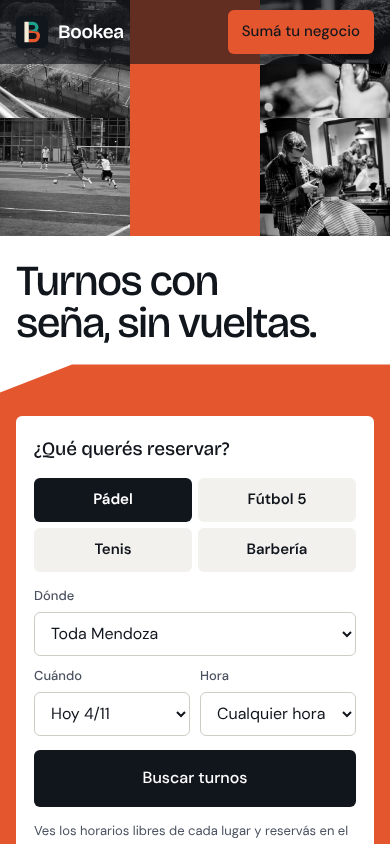 Bookea
Sumá tu negocio
Turnos con
seña, sin vueltas.
¿Qué querés reservar?
Pádel
Fútbol 5
Tenis
Barbería
Dónde
Toda Mendoza
Cuándo
Hora
Hoy 4/11
Cualquier hora
Buscar turnos
Ves los horarios libres de cada lugar y reservás en el